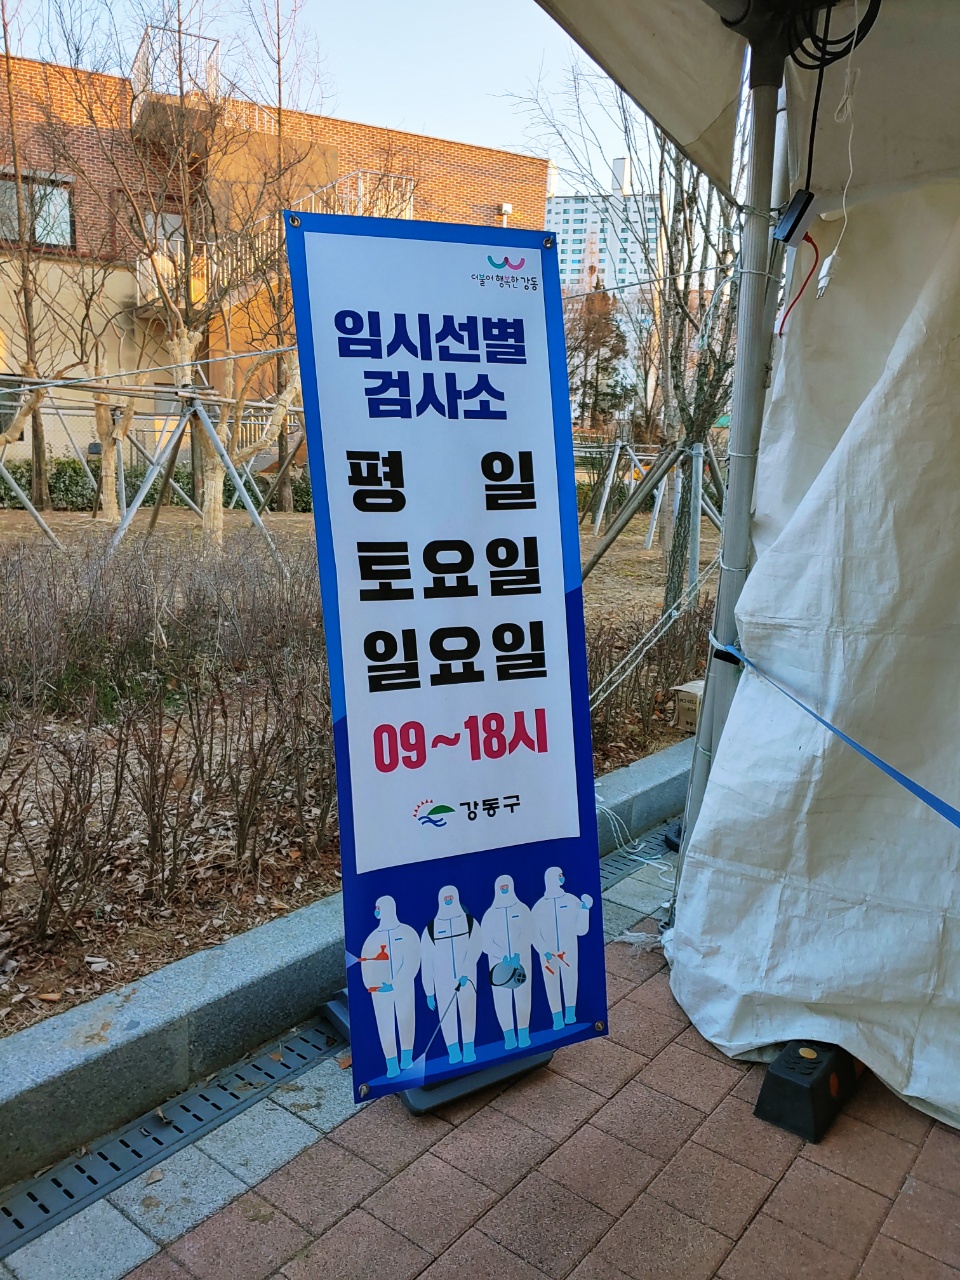 더불어 행복한 강동
임시선별
검사소
평 일
토요일
일요일
09~18시
강동구